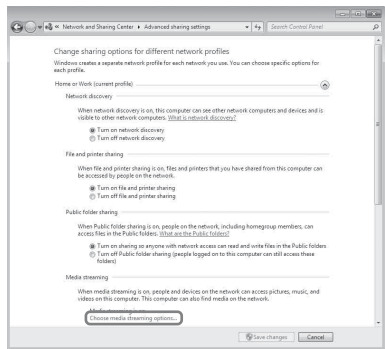 « Network and Sharing Center ▸ Advanced sharing settings
Search Control Panel
Change sharing options for different network profiles
Windows creates a separate network profile for each network you use. You can choose specific options for
each profile.
Home or Work (current profile)
Network discovery
When network discovery is on, this computer can see other network computers and devices and is
visible to other network computers. What is network discovery?
Turn on network discovery
Turn off network discovery
File and printer sharing
When file and printer sharing is on, files and printers that you have shared from this computer can
be accessed by people on the network.
Turn on file and printer sharing
Turn off file and printer sharing
Public folder sharing
When Public folder sharing is on, people on the network, including homegroup members, can
access files in the Public folders. What are the Public folders?
Turn on sharing so anyone with network access can read and write files in the Public folders
Turn off Public folder sharing (people logged on to this computer can still access these
folders)
Media streaming
When media streaming is on, people and devices on the network can access pictures, music, and
videos on this computer. This computer can also find media on the network.
Media streaming is on.
Choose media streaming options...
Save changes
Cancel